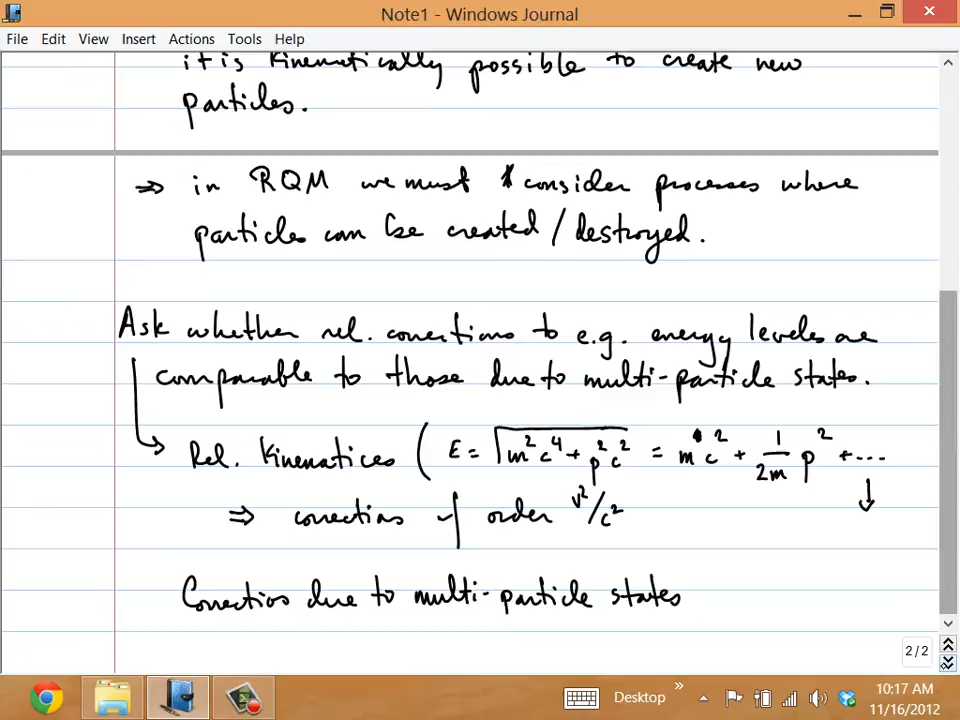 Note1 - Windows Journal
File Edit View Insert Actions Tools Help
it is kinematically possible to create new
particles.
⇒ in RQM we must consider processes where
particles can be created / destroyed.
Ask whether rel. corrections to e.g. energy levels are
comparable to those due to multi-particle states.
Rel. Kinematices ( E = √m²c⁴ + p²c² = mc² + 1/2m p² + ...
⇒ corrections of order v²/c²
Corrections due to multi-particle states
2/2
Desktop
10:17 AM
11/16/2012